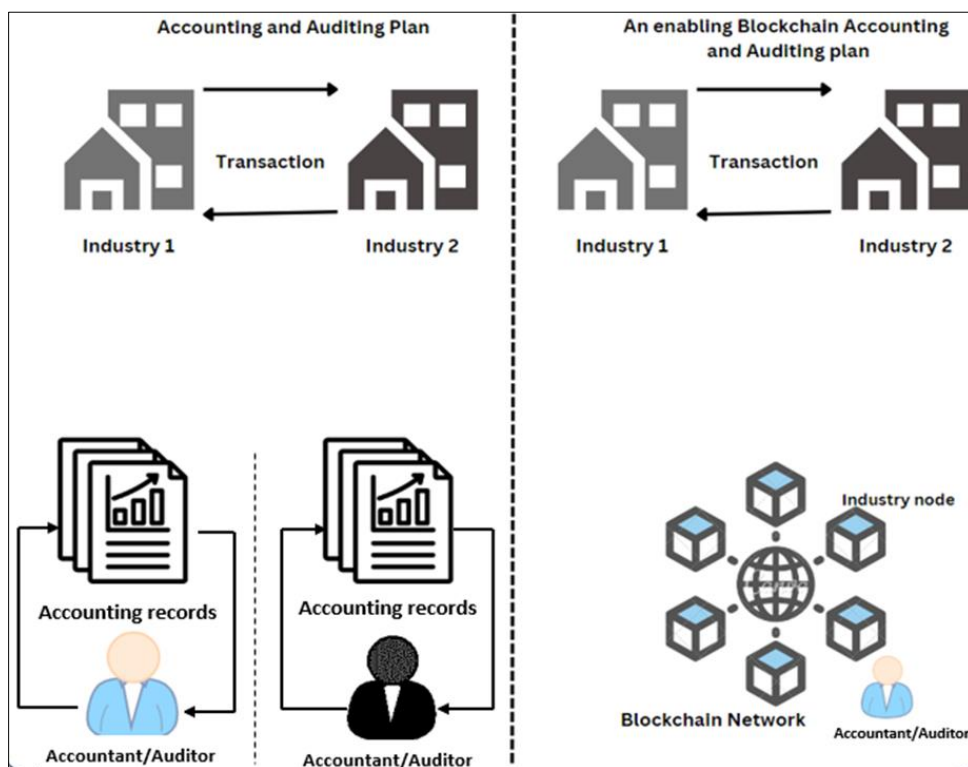 Accounting and Auditing Plan
Transaction
Industry 1
Industry 2
Accounting records
Accountant/Auditor
Accounting records
Accountant/Auditor
An enabling Blockchain Accounting
and Auditing plan
Transaction
Industry 1
Industry 2
Industry node
Blockchain Network
Accountant/Auditor